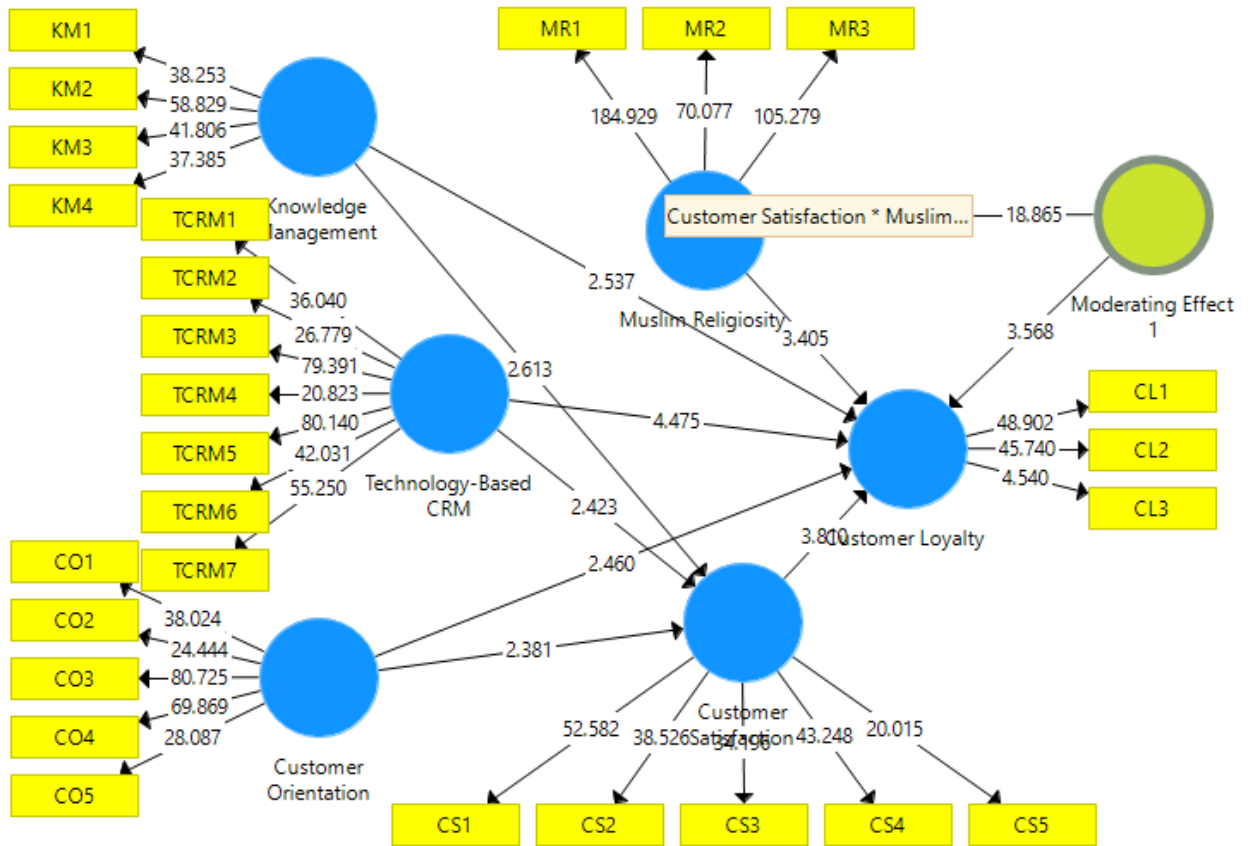 KM1
KM2
KM3
KM4
38.253
58.829
41.806
37.385
Knowledge
Management
MR1
MR2
MR3
184.929
70.077
105.279
Muslim Religiosity
Customer Satisfaction * Muslim...
18.865
Moderating Effect
1
3.568
TCRM1
TCRM2
TCRM3
TCRM4
TCRM5
TCRM6
TCRM7
36.040
26.779
79.391
20.823
80.140
42.031
55.250
Technology-Based
CRM
2.537
2.613
3.405
4.475
2.423
2.460
2.381
3.810
Customer Loyalty
CL1
CL2
CL3
48.902
45.740
4.540
CO1
CO2
CO3
CO4
CO5
38.024
24.444
80.725
69.869
28.087
Customer
Orientation
Customer
Satisfaction
52.582
38.526
34.196
43.248
20.015
CS1
CS2
CS3
CS4
CS5